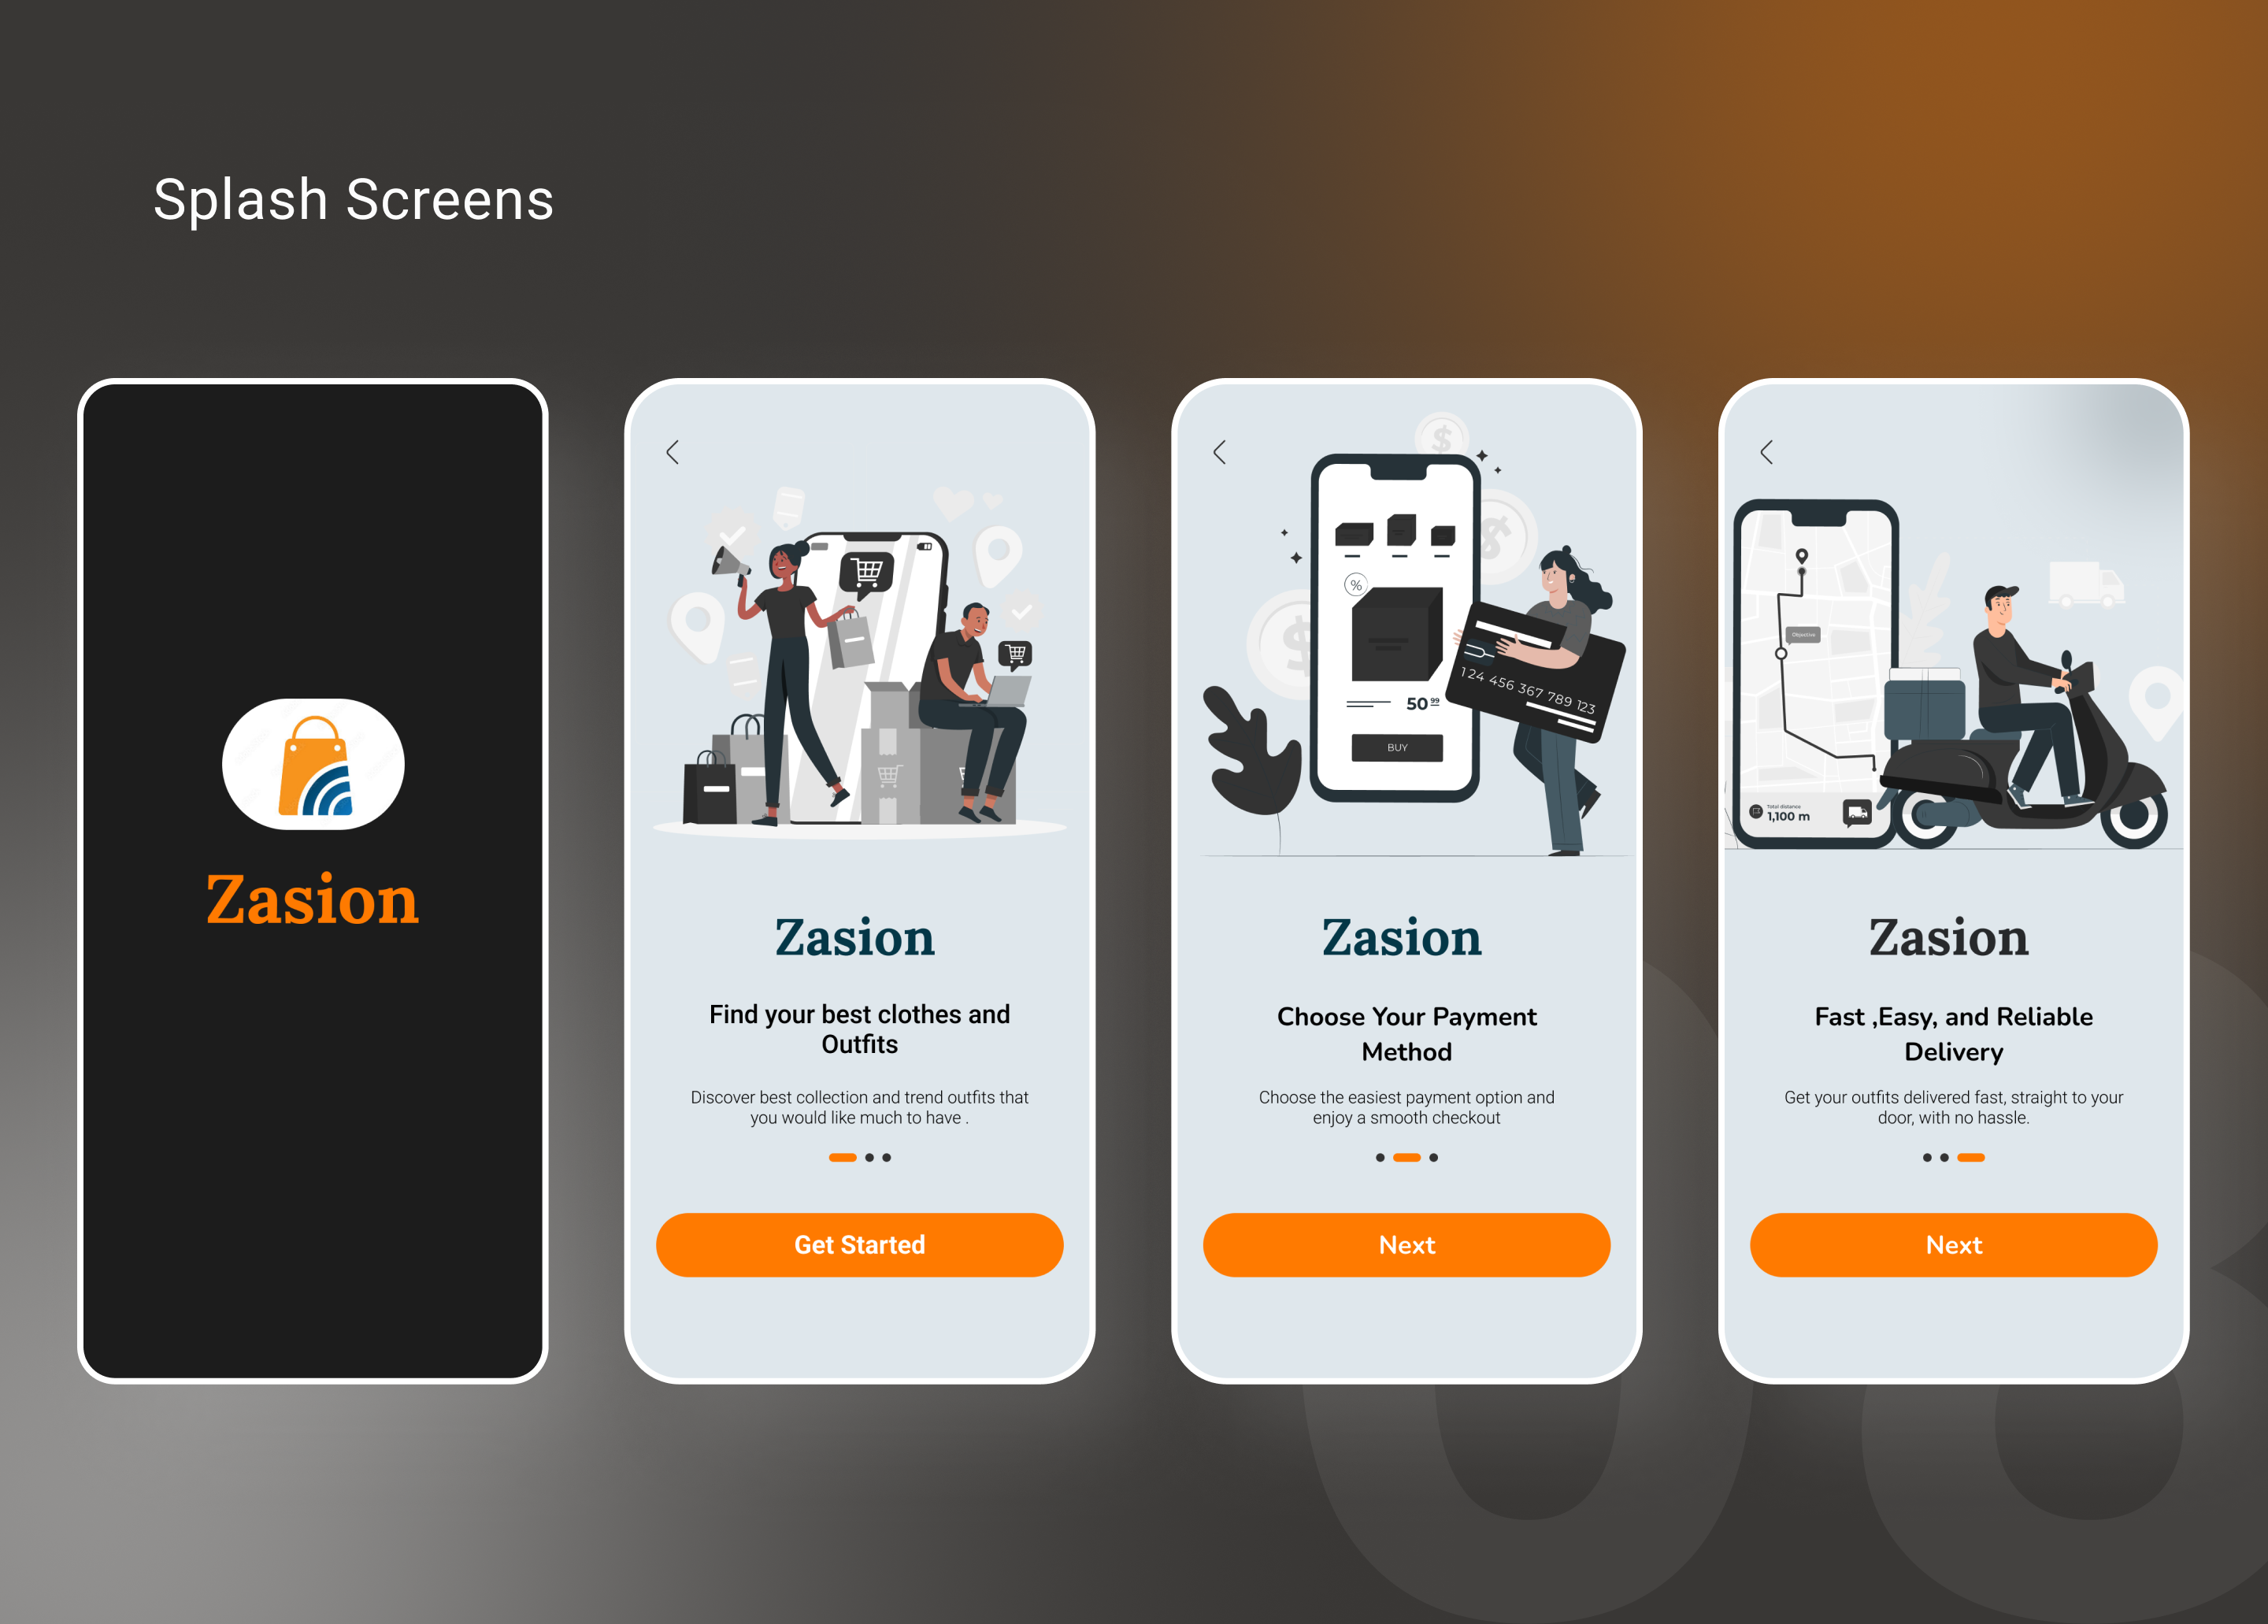 Splash Screens
Zasion
Zasion
Find your best clothes and
Outfits
Discover best collection and trend outfits that
you would like much to have .
Get Started
%
50 99
BUY
124 456 367 789 123
Zasion
Choose Your Payment
Method
Choose the easiest payment option and
enjoy a smooth checkout
Next
Objective
Total distance
1,100 m
Zasion
Fast ,Easy, and Reliable
Delivery
Get your outfits delivered fast, straight to your
door, with no hassle.
Next